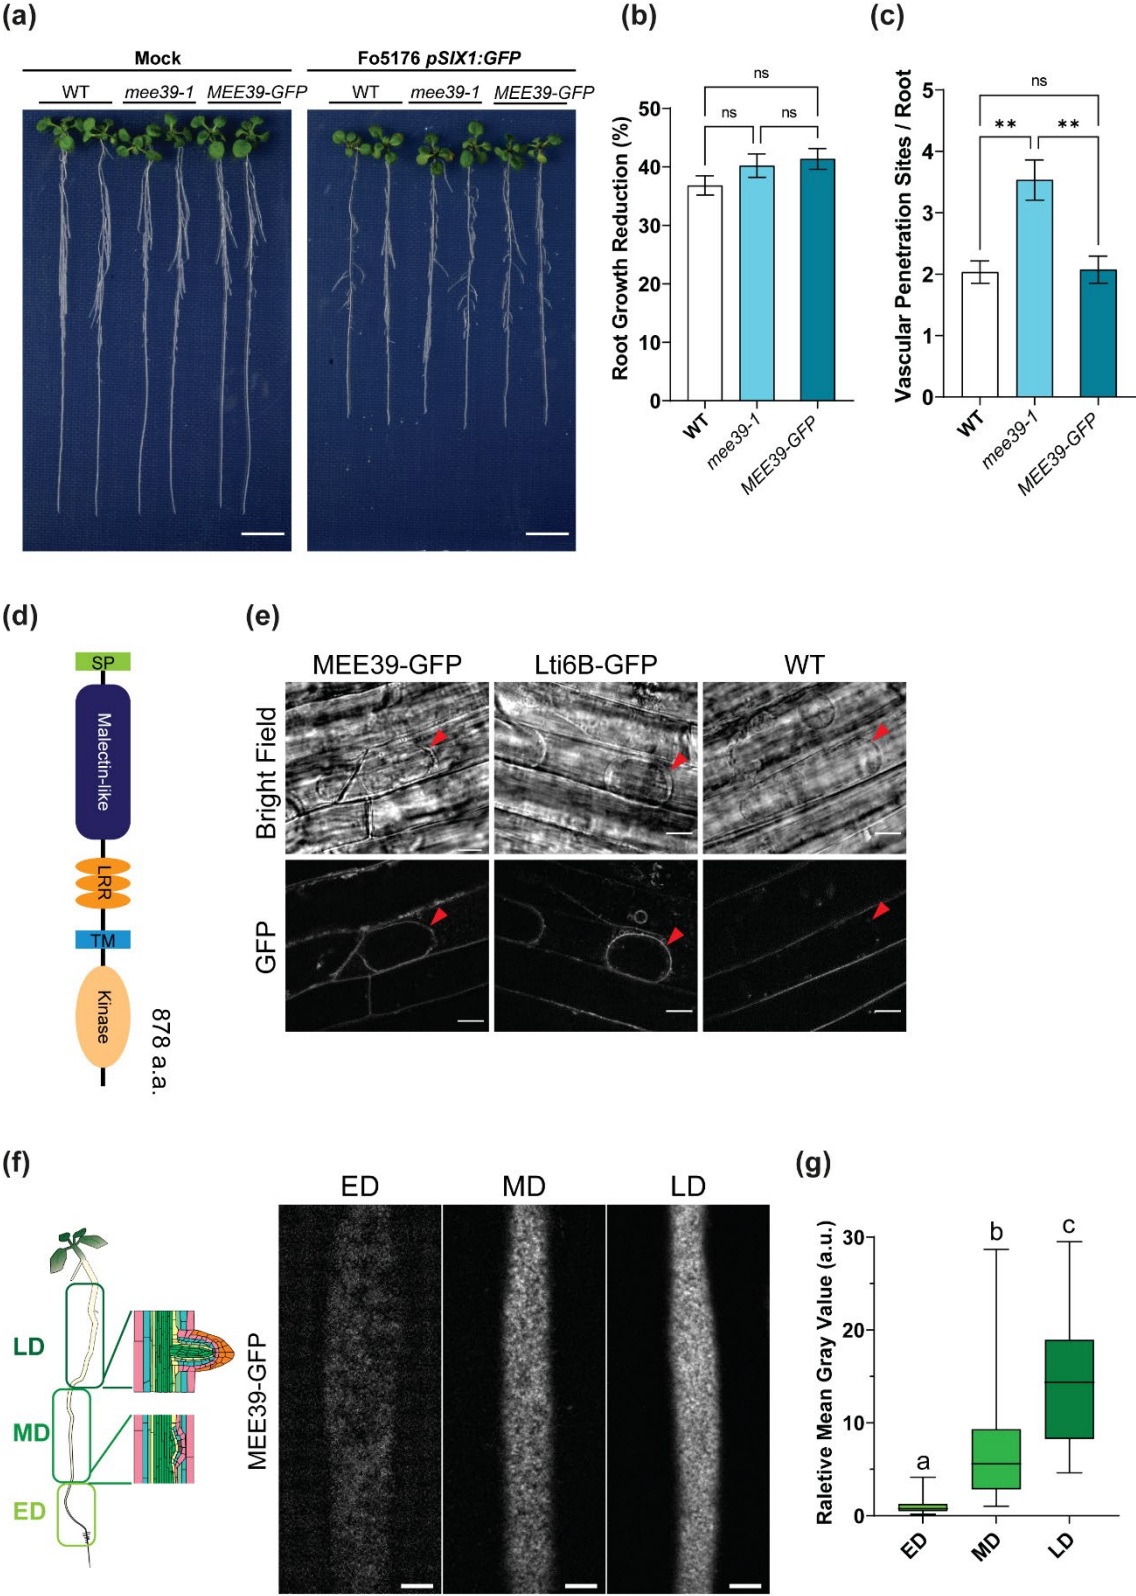 (a)
Mock
Fo5176 pSIX1:GFP
WT mee39-1 MEE39-GFP
WT mee39-1 MEE39-GFP
(b)
Root Growth Reduction (%)
50
40
30
20
10
0
ns
ns ns
WT
mee39-1
MEE39-GFP
(c)
Vascular Penetration Sites / Root
5
4
3
2
1
0
ns
** **
WT
mee39-1
MEE39-GFP
(d)
SP
Malectin-like
LRR
TM
Kinase
878 a.a.
(e)
MEE39-GFP Lti6B-GFP WT
Bright Field
GFP
(f)
LD
MD
ED
MEE39-GFP
ED MD LD
(g)
Raletive Mean Gray Value (a.u.)
30
20
10
0
a
b
c
ED
MD
LD